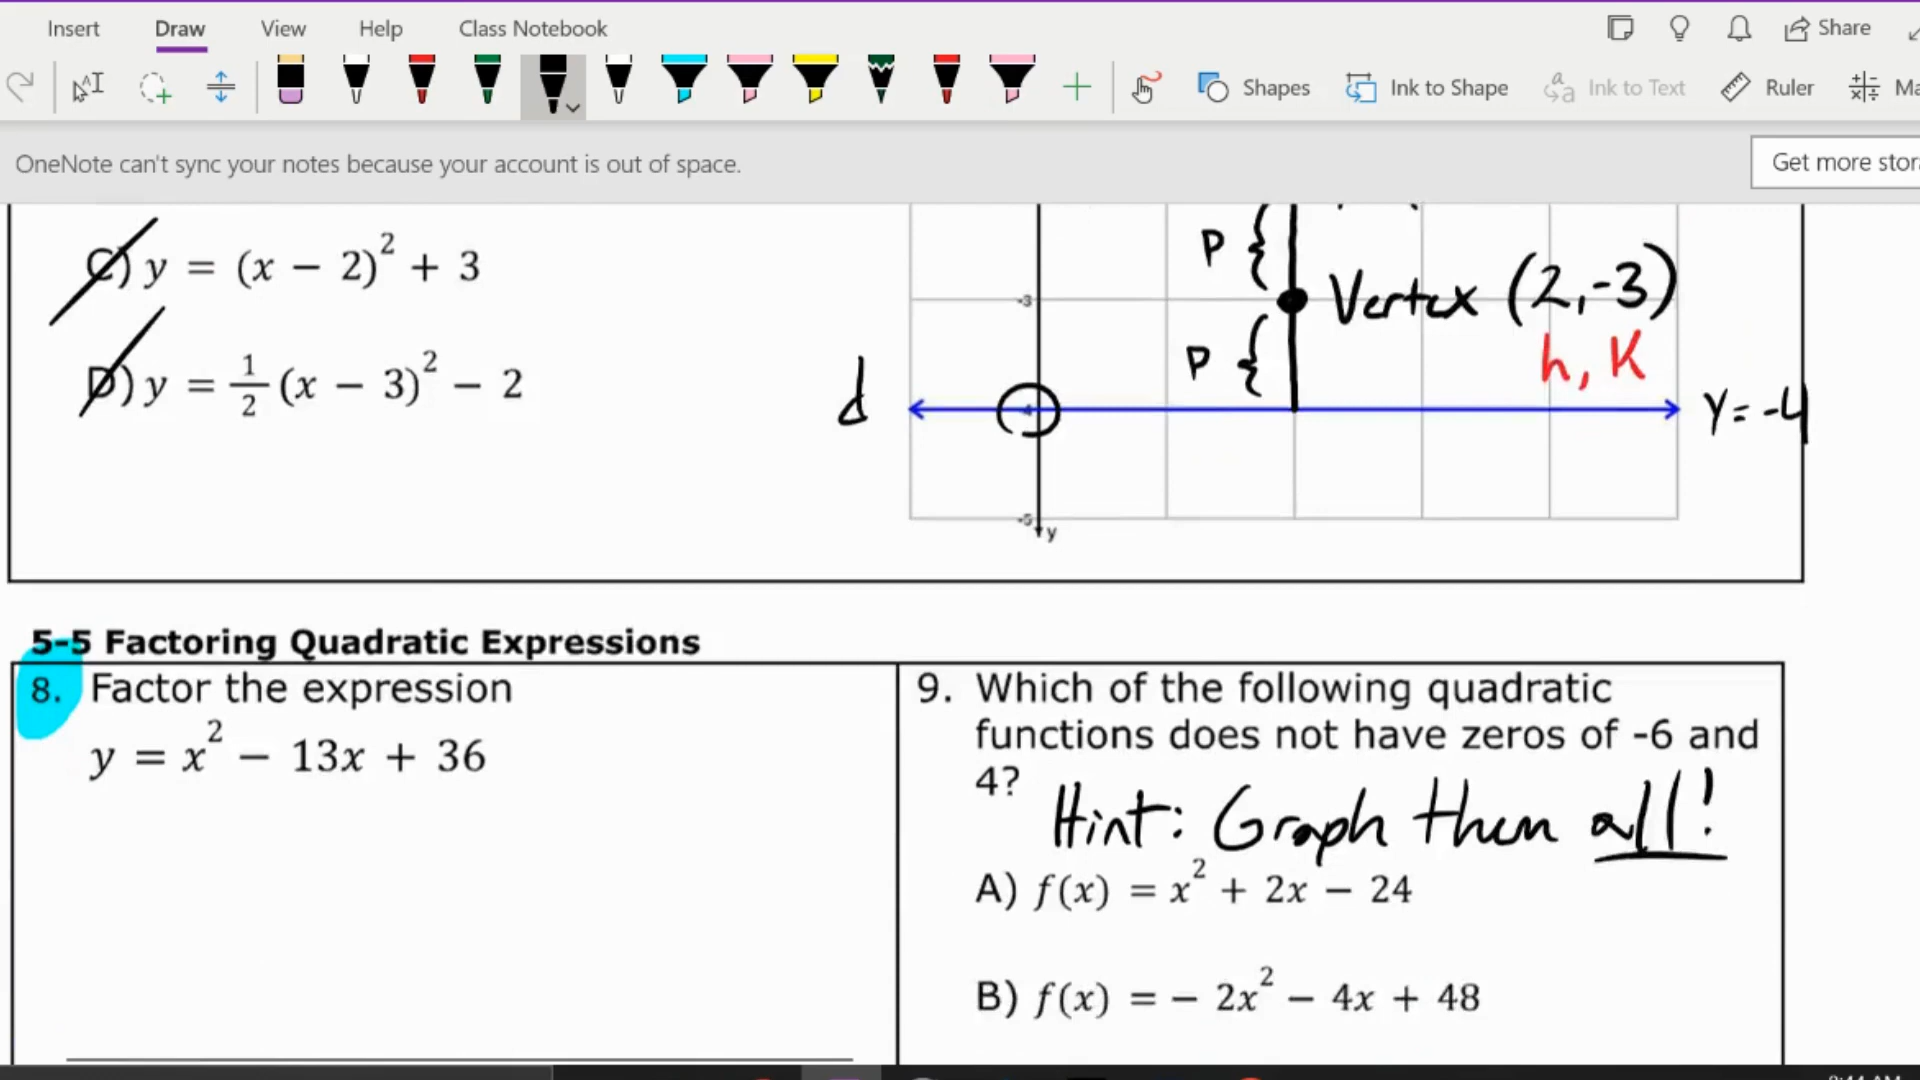 Insert Draw View Help Class Notebook Share
Shapes Ink to Shape Ink to Text Ruler
OneNote can't sync your notes because your account is out of space. Get more stor
C) y = (x − 2)² + 3
D) y = 1/2 (x − 3)² − 2
P {
-3
Vertex (2,-3)
h, K
P {
d
-4
y = -4
-5
y
5-5 Factoring Quadratic Expressions
8. Factor the expression
y = x² − 13x + 36
9. Which of the following quadratic
functions does not have zeros of -6 and
4?
Hint: Graph them all!
A) f(x) = x² + 2x − 24
B) f(x) = − 2x² − 4x + 48